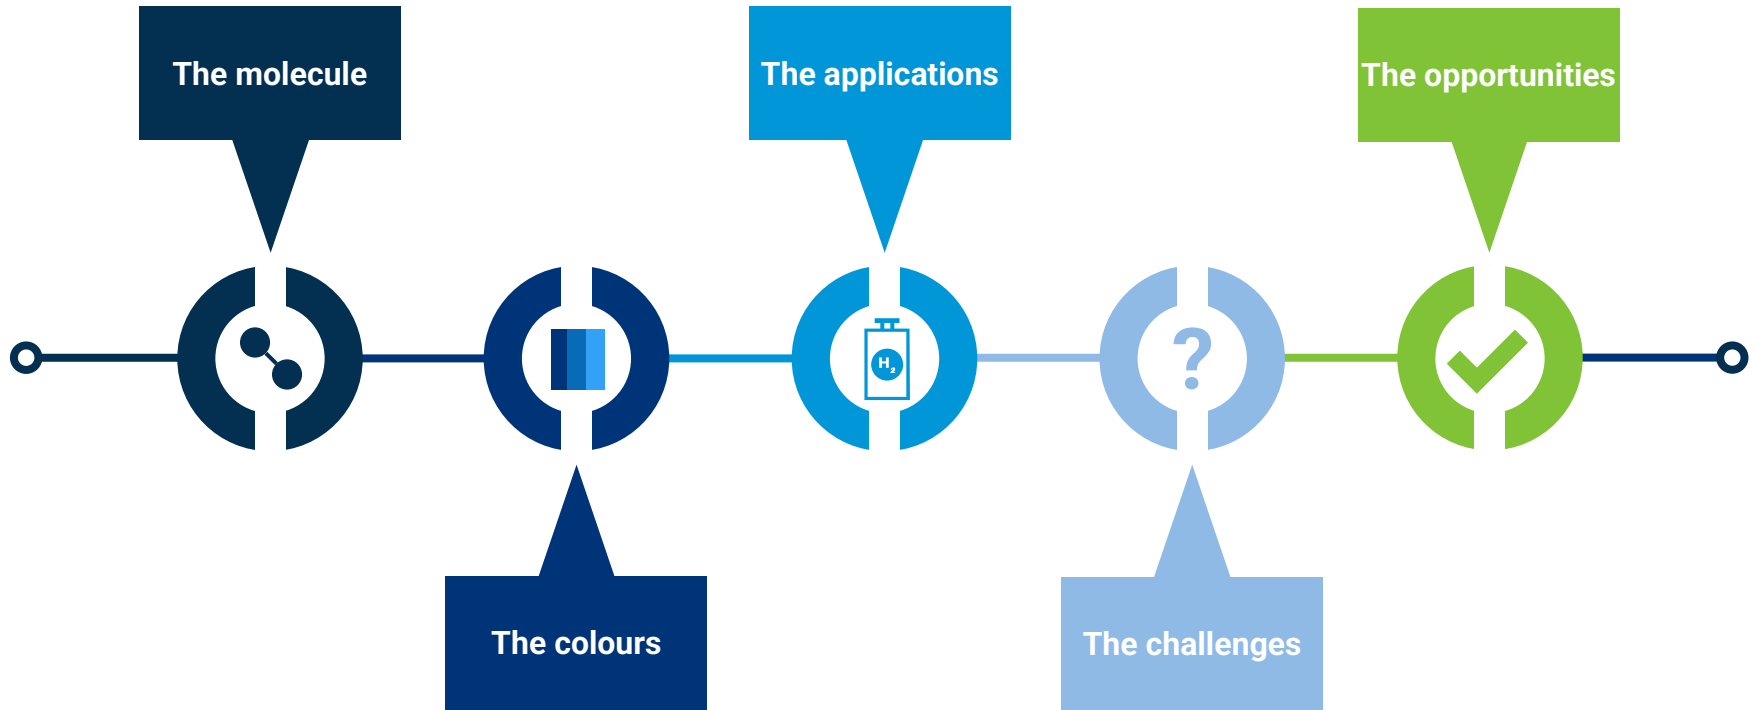 The molecule
The colours
The applications
H2
The challenges
?
The opportunities